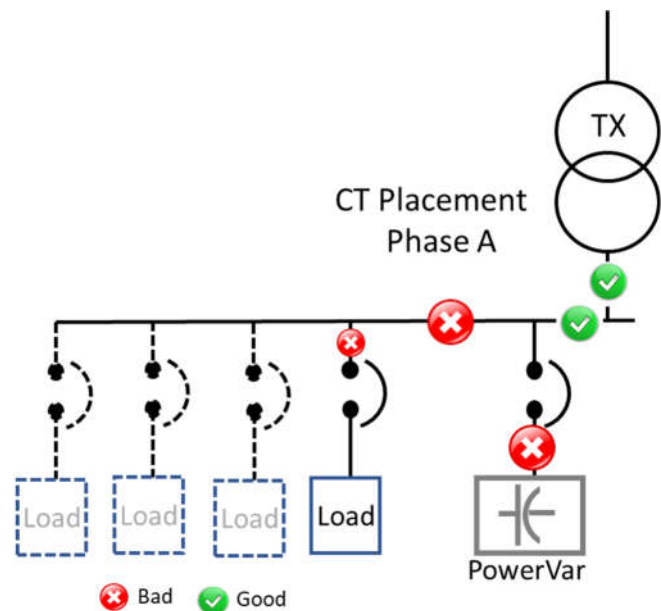 TX
CT Placement
Phase A
Load Load Load Load
PowerVar
Bad Good